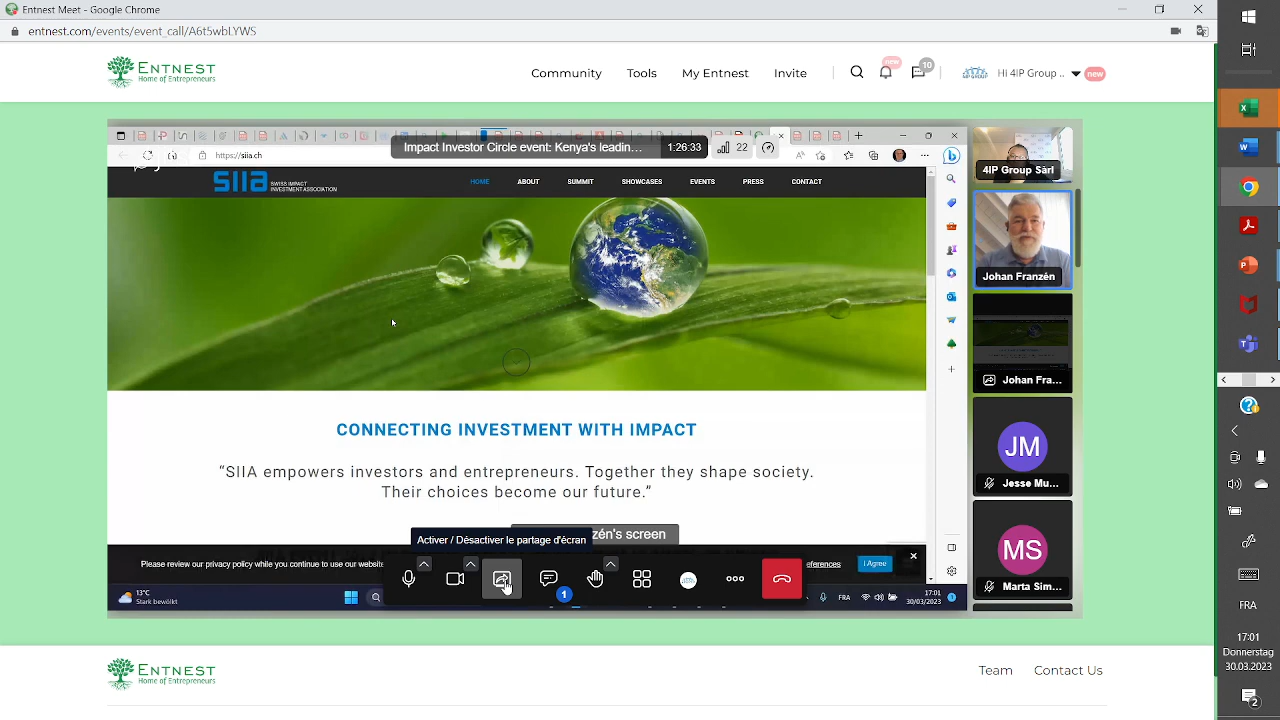 Entnest Meet - Google Chrome
entnest.com/events/event_call/A6t5wbLYWS
ENTNEST
Home of Entrepreneurs
Community
Tools
My Entnest
Invite
new
10
Hi 4IP Group ..
new
https://siia.ch
Impact Investor Circle event: Kenya's leadin...
1:26:33
22
siia SWISS IMPACT
INVESTMENT ASSOCIATION
HOME
ABOUT
SUMMIT
SHOWCASES
EVENTS
PRESS
CONTACT
CONNECTING INVESTMENT WITH IMPACT
“SIIA empowers investors and entrepreneurs. Together they shape society.
Their choices become our future.”
zén's screen
Activer / Désactiver le partage d'écran
Please review our privacy policy while you continue to use our website
eferences
I Agree
1
13°C
Stark bewölkt
FRA
17:01
30/03/2023
4IP Group Sàrl
Johan Franzén
Johan Fra...
JM
Jesse Mu...
MS
Marta Sim...
ENTNEST
Home of Entrepreneurs
Team
Contact Us
FRA
17:01
Donnerstag
30.03.2023
2